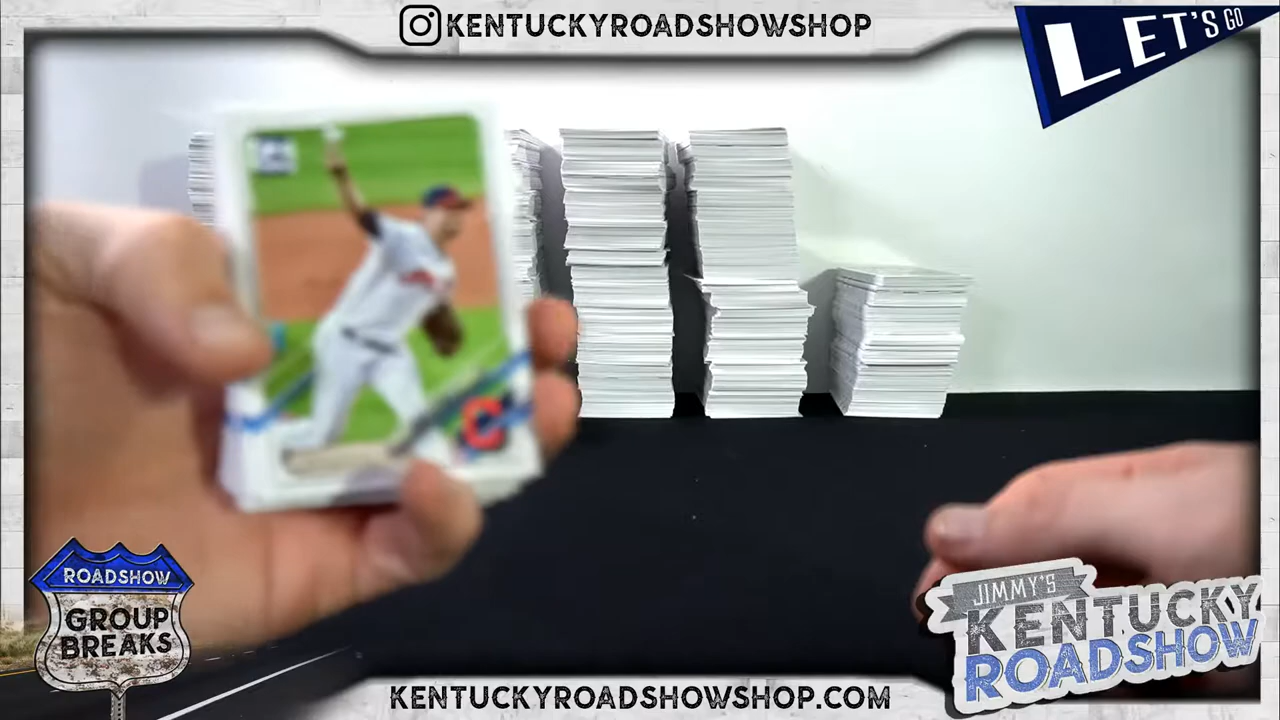 KENTUCKYROADSHOWSHOP
LET'S GO
C
ROADSHOW
GROUP
BREAKS
JIMMY'S
KENTUCKY
ROADSHOW
KENTUCKYROADSHOWSHOP.COM